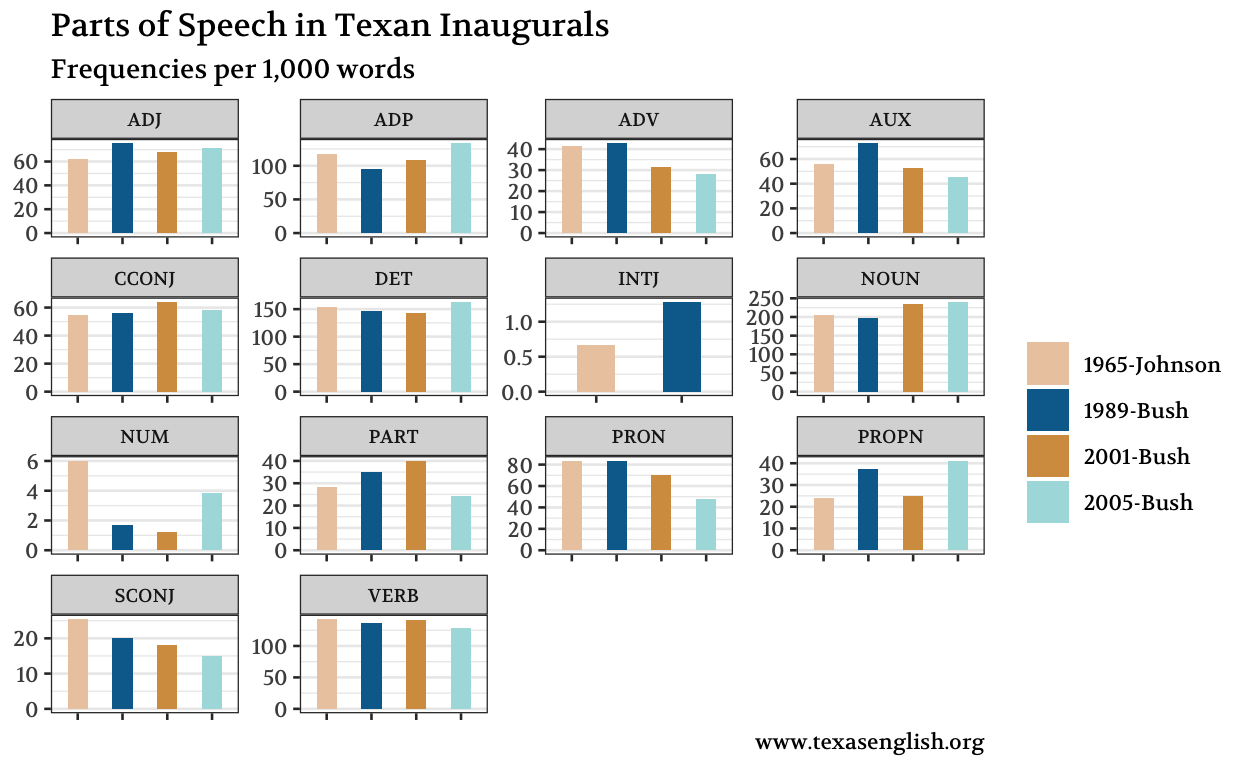 Parts of Speech in Texan Inaugurals
Frequencies per 1,000 words
ADJ
60
40
20
0
ADP
100
50
0
ADV
40
30
20
10
0
AUX
60
40
20
0
CCONJ
60
40
20
0
DET
150
100
50
0
INTJ
1.0
0.5
0.0
NOUN
250
200
150
100
50
0
NUM
6
4
2
0
PART
40
30
20
10
0
PRON
80
60
40
20
0
PROPN
40
30
20
10
0
SCONJ
20
10
0
VERB
100
50
0
1965-Johnson
1989-Bush
2001-Bush
2005-Bush
www.texasenglish.org